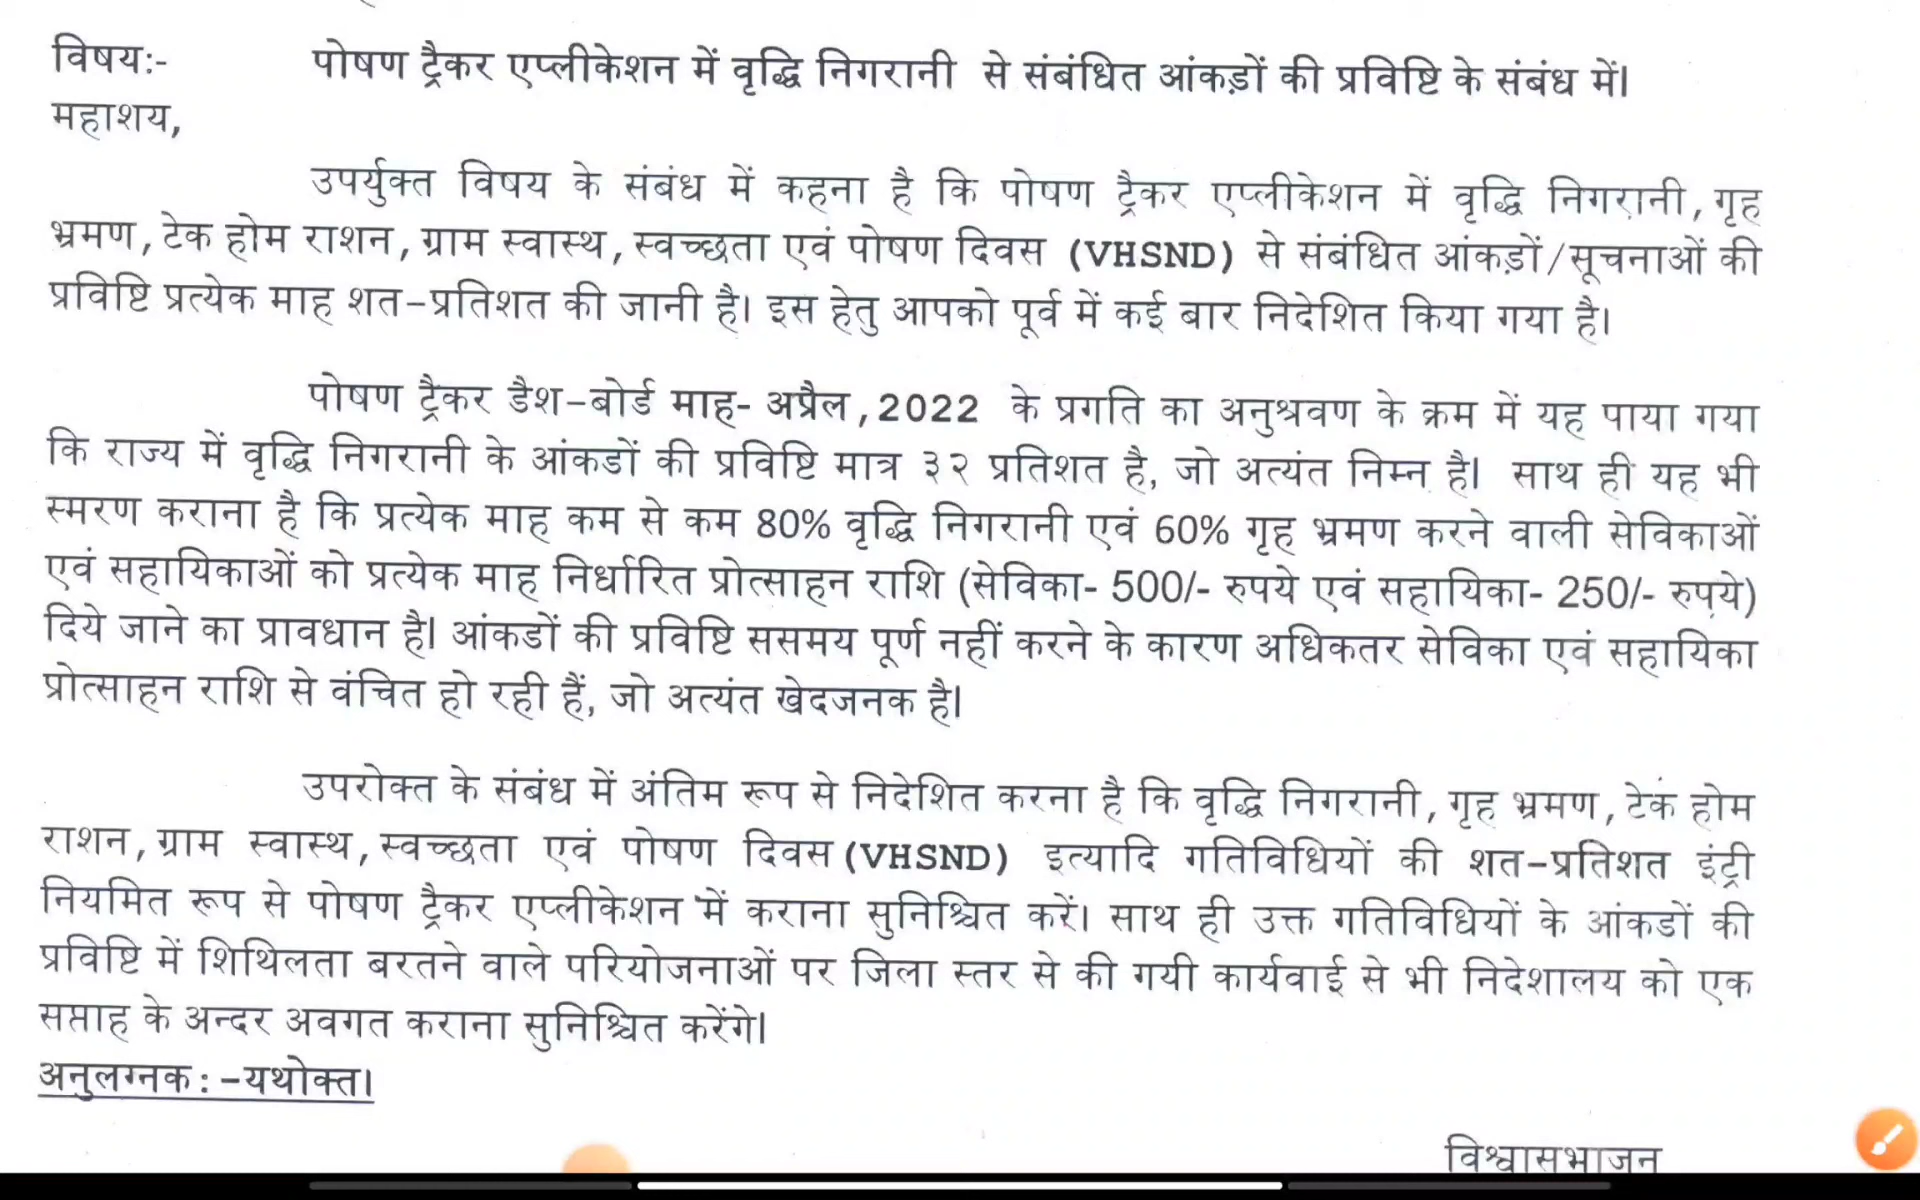 विषय:- पोषण ट्रैकर एप्लीकेशन में वृद्धि निगरानी से संबंधित आंकड़ों की प्रविष्टि के संबंध में।
महाशय,
उपर्युक्त विषय के संबंध में कहना है कि पोषण ट्रैकर एप्लीकेशन में वृद्धि निगरानी, गृह
भ्रमण, टेक होम राशन, ग्राम स्वास्थ, स्वच्छता एवं पोषण दिवस (VHSND) से संबंधित आंकड़ों/सूचनाओं की
प्रविष्टि प्रत्येक माह शत-प्रतिशत की जानी है। इस हेतु आपको पूर्व में कई बार निदेशित किया गया है।
पोषण ट्रैकर डैश-बोर्ड माह- अप्रैल, 2022 के प्रगति का अनुश्रवण के क्रम में यह पाया गया
कि राज्य में वृद्धि निगरानी के आंकडों की प्रविष्टि मात्र ३२ प्रतिशत है, जो अत्यंत निम्न है। साथ ही यह भी
स्मरण कराना है कि प्रत्येक माह कम से कम 80% वृद्धि निगरानी एवं 60% गृह भ्रमण करने वाली सेविकाओं
एवं सहायिकाओं को प्रत्येक माह निर्धारित प्रोत्साहन राशि (सेविका- 500/- रुपये एवं सहायिका- 250/- रुपये)
दिये जाने का प्रावधान है। आंकडों की प्रविष्टि ससमय पूर्ण नहीं करने के कारण अधिकतर सेविका एवं सहायिका
प्रोत्साहन राशि से वंचित हो रही हैं, जो अत्यंत खेदजनक है।
उपरोक्त के संबंध में अंतिम रूप से निदेशित करना है कि वृद्धि निगरानी, गृह भ्रमण, टेक होम
राशन, ग्राम स्वास्थ, स्वच्छता एवं पोषण दिवस (VHSND) इत्यादि गतिविधियों की शत-प्रतिशत इंट्री
नियमित रूप से पोषण ट्रैकर एप्लीकेशन में कराना सुनिश्चित करें। साथ ही उक्त गतिविधियों के आंकडों की
प्रविष्टि में शिथिलता बरतने वाले परियोजनाओं पर जिला स्तर से की गयी कार्यवाई से भी निदेशालय को एक
सप्ताह के अन्दर अवगत कराना सुनिश्चित करेंगे।
अनुलग्नक:-यथोक्त।
विश्वासभाजन